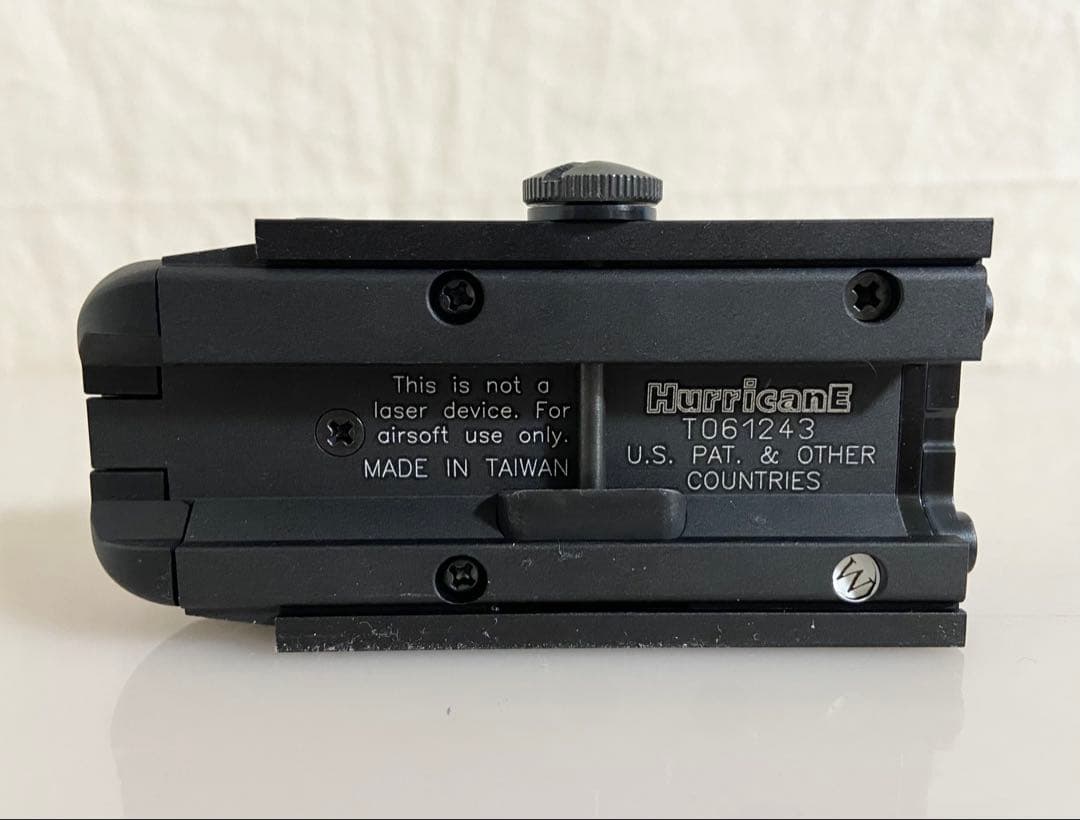 This is not a
laser device. For
airsoft use only.
MADE IN TAIWAN
HurricanE
T061243
U.S. PAT. & OTHER
COUNTRIES
W